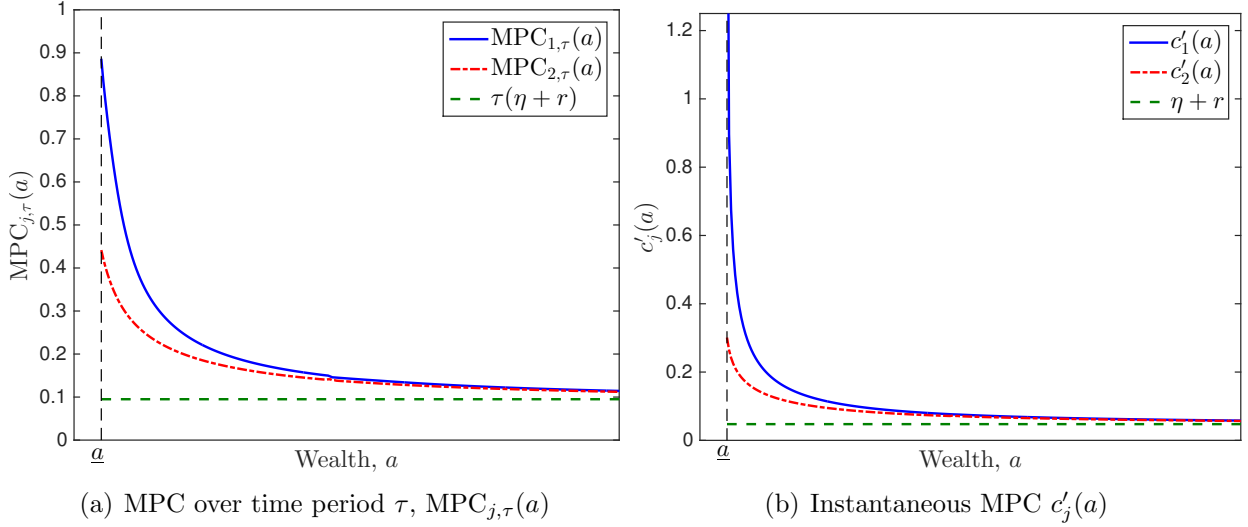 1
0.9
0.8
0.7
0.6
0.5
0.4
0.3
0.2
0.1
0
MPC_{j,τ}(a)
MPC_{1,τ}(a)
MPC_{2,τ}(a)
τ(η + r)
a
Wealth, a
(a) MPC over time period τ, MPC_{j,τ}(a)
1.2
1
0.8
0.6
0.4
0.2
0
c'_j(a)
c'_1(a)
c'_2(a)
η + r
a
Wealth, a
(b) Instantaneous MPC c'_j(a)